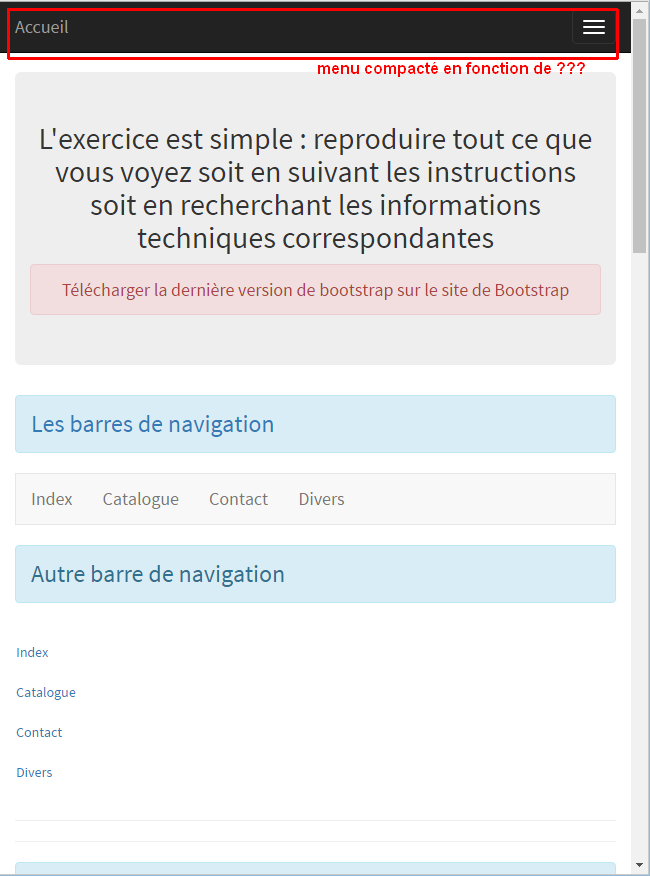 Accueil
menu compacté en fonction de ???
L'exercice est simple : reproduire tout ce que
vous voyez soit en suivant les instructions
soit en recherchant les informations
techniques correspondantes
Télécharger la dernière version de bootstrap sur le site de Bootstrap
Les barres de navigation
Index Catalogue Contact Divers
Autre barre de navigation
Index
Catalogue
Contact
Divers